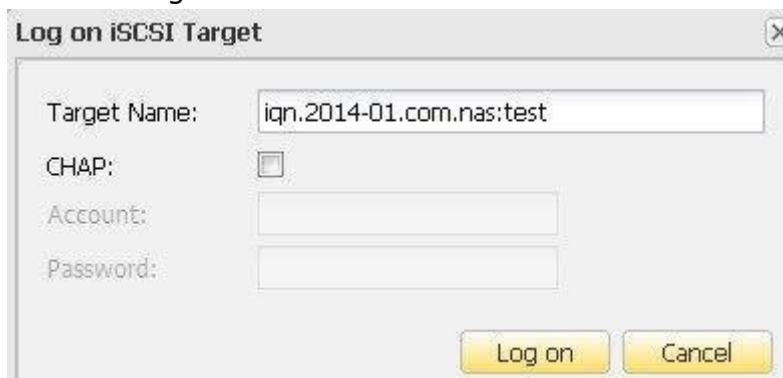 Log on iSCSI Target
Target Name: iqn.2014-01.com.nas:test
CHAP:
Account:
Password:
Log on Cancel